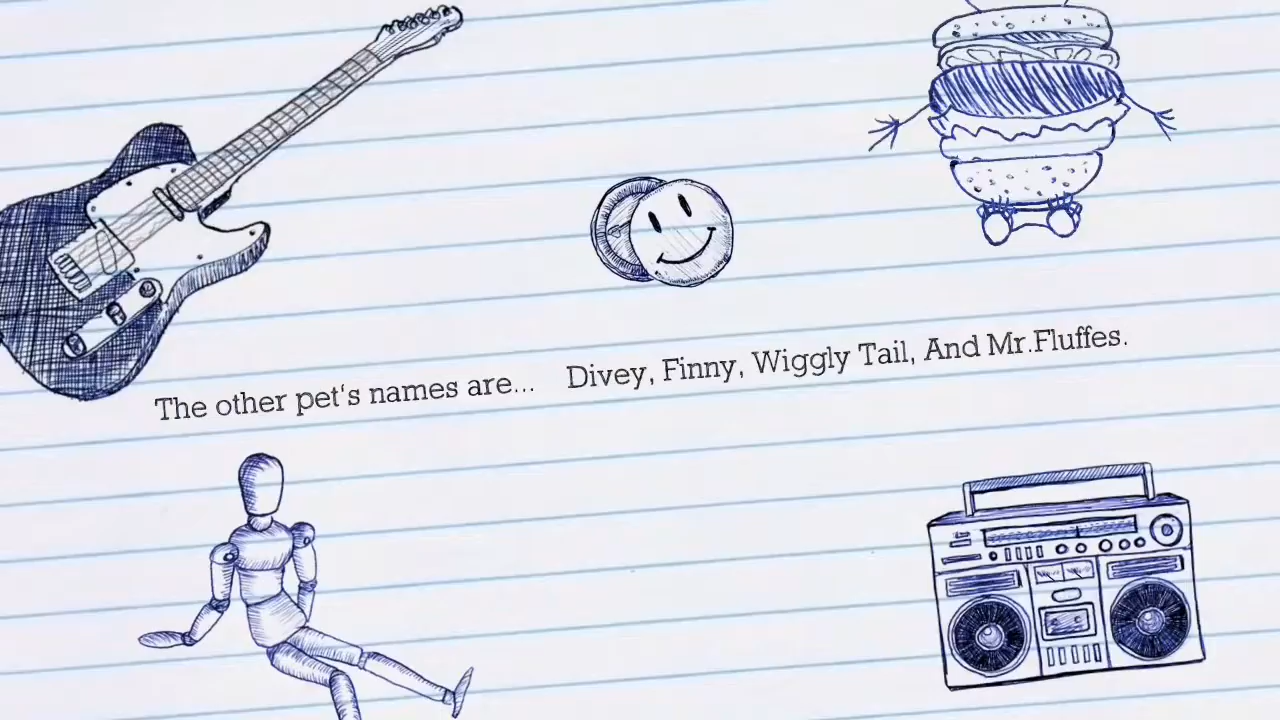 The other pet's names are... Divey, Finny, Wiggly Tail, And Mr.Fluffes.